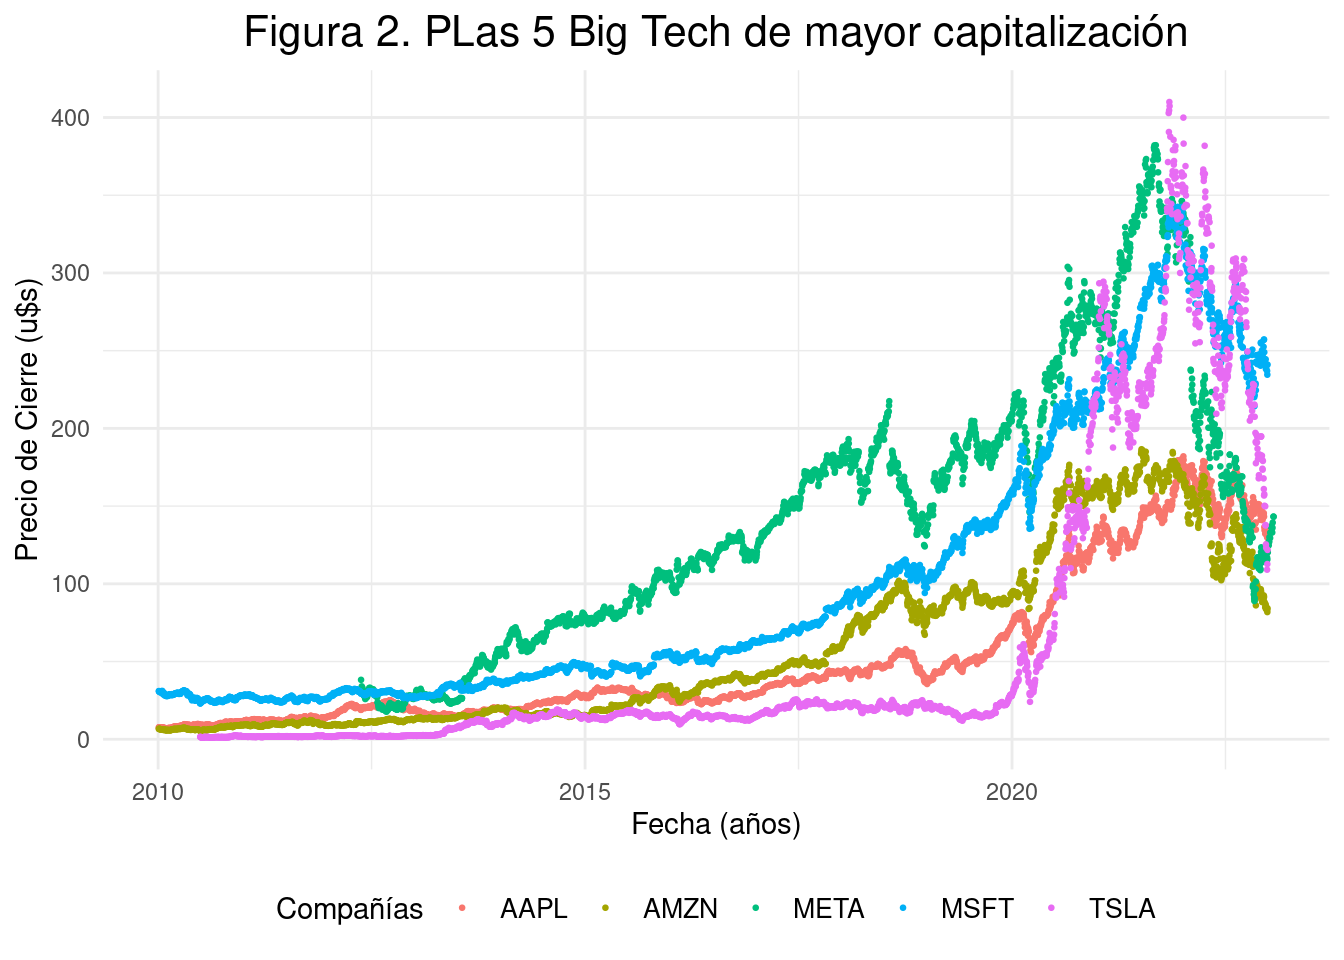 Figura 2. PLas 5 Big Tech de mayor capitalización
400
300
200
100
0
Precio de Cierre (u$s)
2010 2015 2020
Fecha (años)
Compañías AAPL AMZN META MSFT TSLA